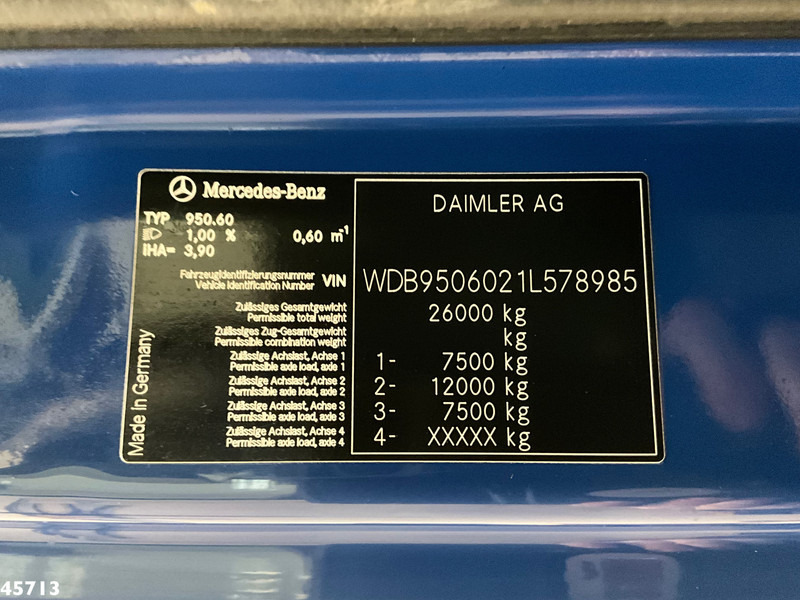 Mercedes-Benz
TYP 950.60
1,00 % 0,60 m-1
IHA= 3,90
DAIMLER AG
Fahrzeugidentifizierungsnummer
Vehicle Identification Number VIN WDB9506021L578985
Zulässiges Gesamtgewicht
Permissible total weight 26000 kg
Zulässiges Zug-Gesamtgewicht
Permissible combination weight kg
Zulässige Achslast, Achse 1
Permissible axle load, axle 1 1- 7500 kg
Zulässige Achslast, Achse 2
Permissible axle load, axle 2 2- 12000 kg
Zulässige Achslast, Achse 3
Permissible axle load, axle 3 3- 7500 kg
Zulässige Achslast, Achse 4
Permissible axle load, axle 4 4- XXXXX kg
Made in Germany
45713